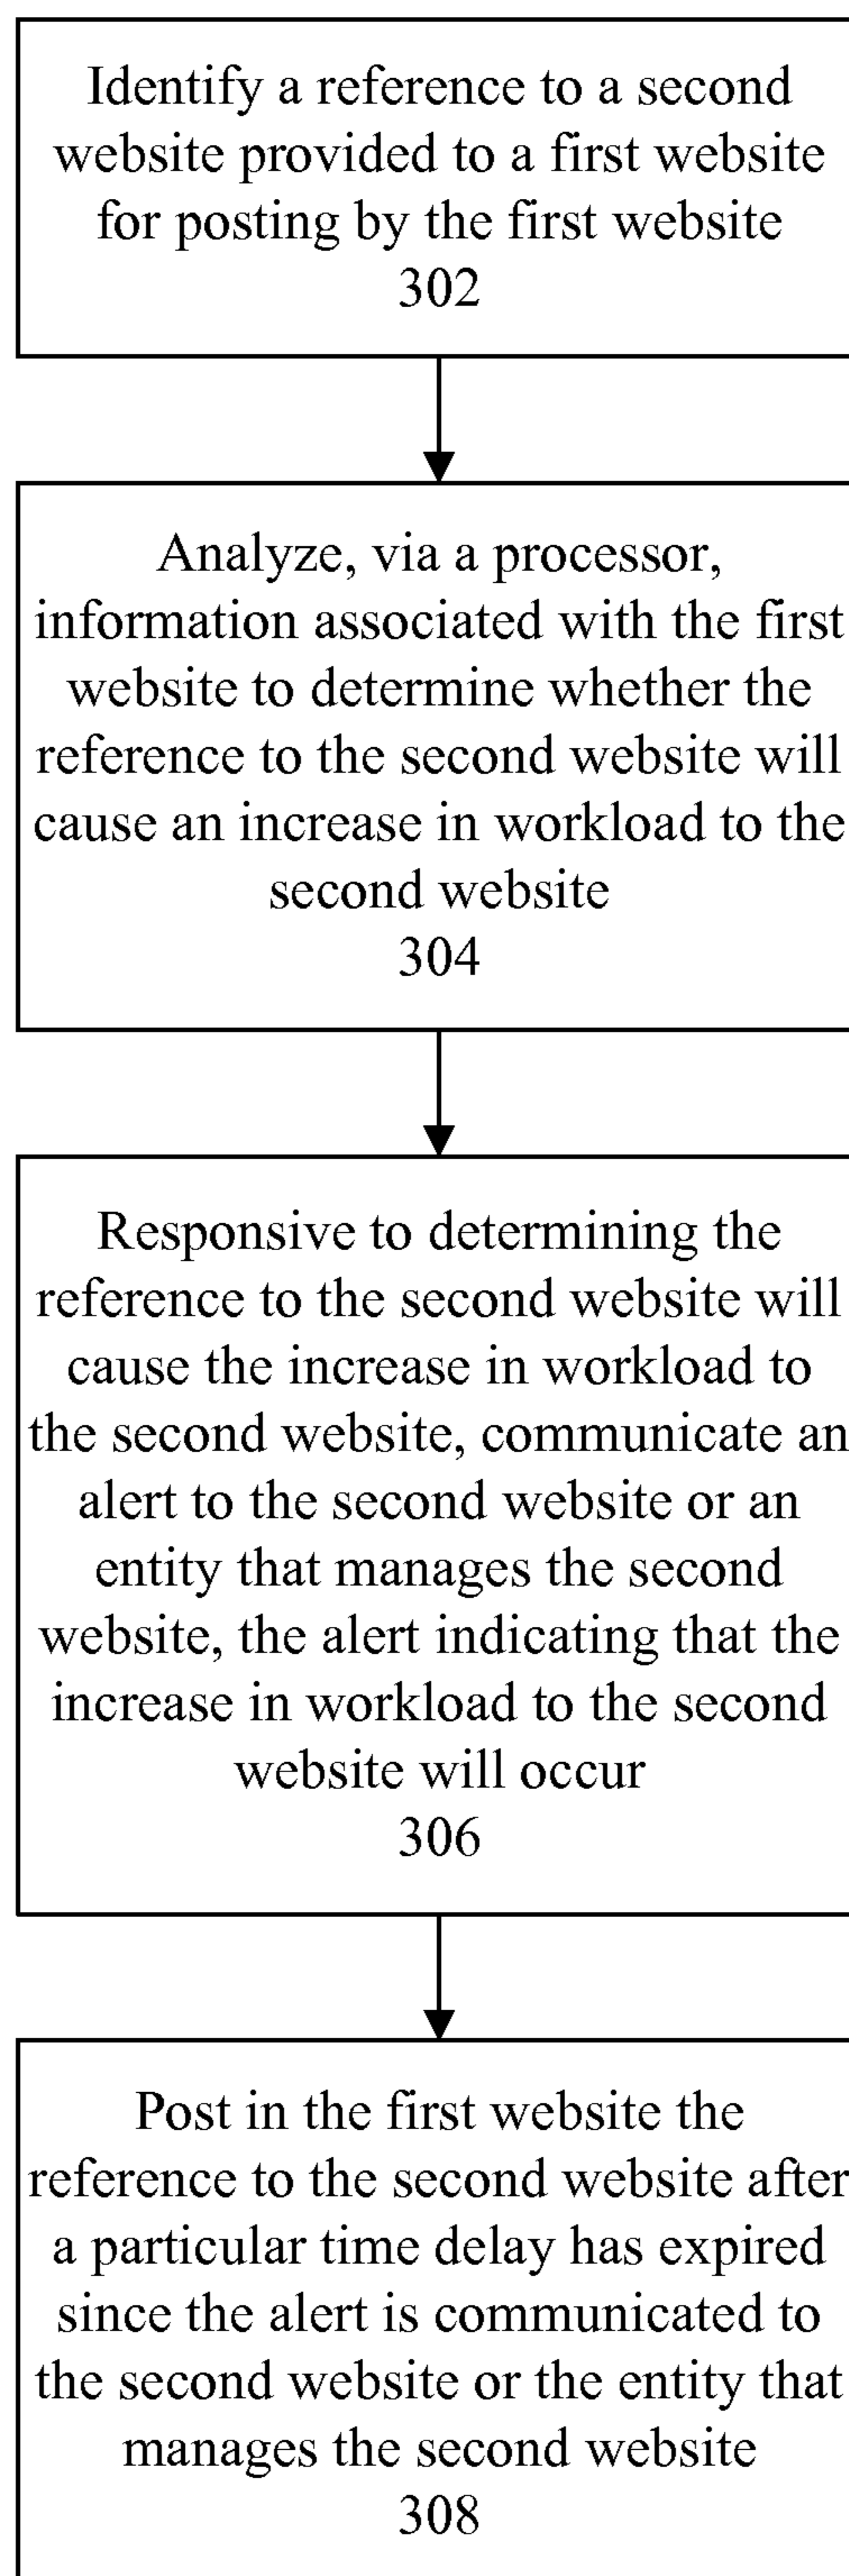 Identify a reference to a second
website provided to a first website
for posting by the first website
302
Analyze, via a processor,
information associated with the first
website to determine whether the
reference to the second website will
cause an increase in workload to the
second website
304
Responsive to determining the
reference to the second website will
cause the increase in workload to
the second website, communicate an
alert to the second website or an
entity that manages the second
website, the alert indicating that the
increase in workload to the second
website will occur
306
Post in the first website the
reference to the second website after
a particular time delay has expired
since the alert is communicated to
the second website or the entity that
manages the second website
308